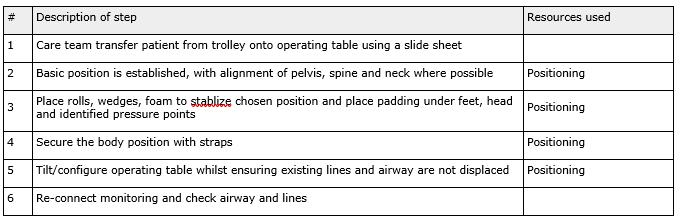 # Description of step Resources used
1 Care team transfer patient from trolley onto operating table using a slide sheet
2 Basic position is established, with alignment of pelvis, spine and neck where possible Positioning
3 Place rolls, wedges, foam to stablize chosen position and place padding under feet, head
and identified pressure points Positioning
4 Secure the body position with straps Positioning
5 Tilt/configure operating table whilst ensuring existing lines and airway are not displaced Positioning
6 Re-connect monitoring and check airway and lines